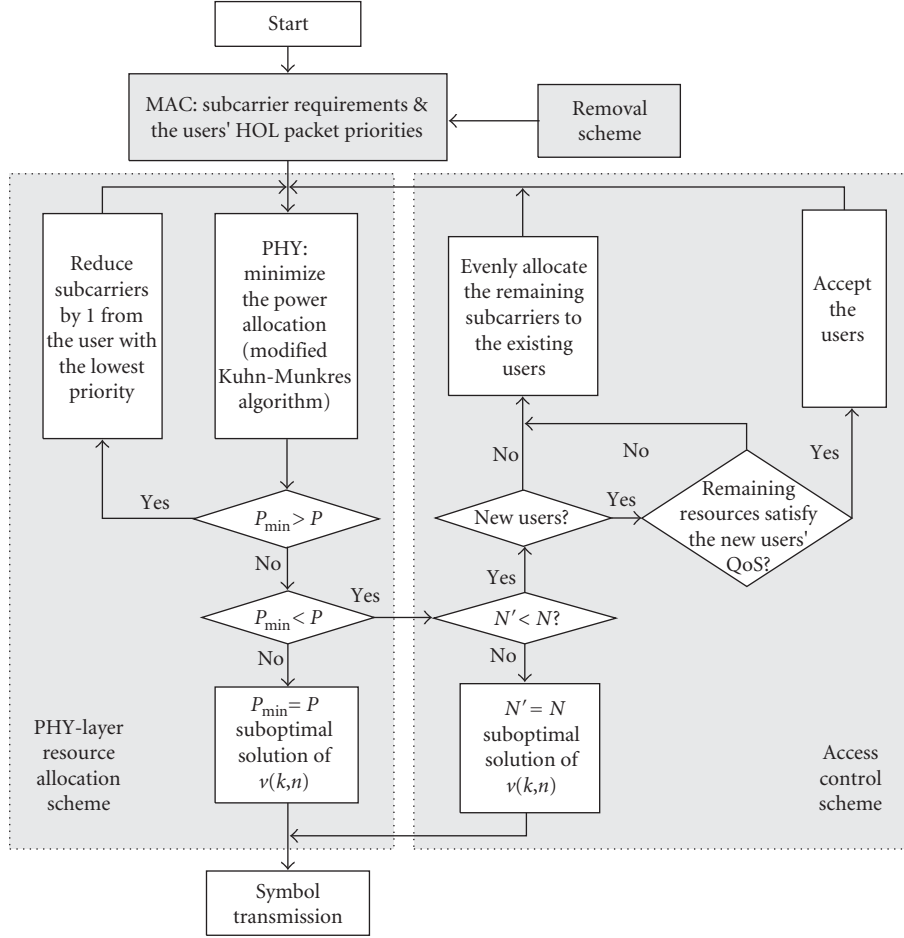 Start
MAC: subcarrier requirements &
the users' HOL packet priorities
Removal
scheme
Reduce
subcarriers
by 1 from
the user with
the lowest
priority
PHY:
minimize
the power
allocation
(modified
Kuhn-Munkres
algorithm)
Evenly allocate
the remaining
subcarriers to
the existing
users
Accept
the
users
No
No
Yes
Yes
P_min > P
New users?
Yes
Remaining
resources satisfy
the new users'
QoS?
No
Yes
Yes
P_min < P
N′ < N?
No
No
P_min = P
suboptimal
solution of
v(k,n)
N′ = N
suboptimal
solution of
v(k,n)
PHY-layer
resource
allocation
scheme
Access
control
scheme
Symbol
transmission